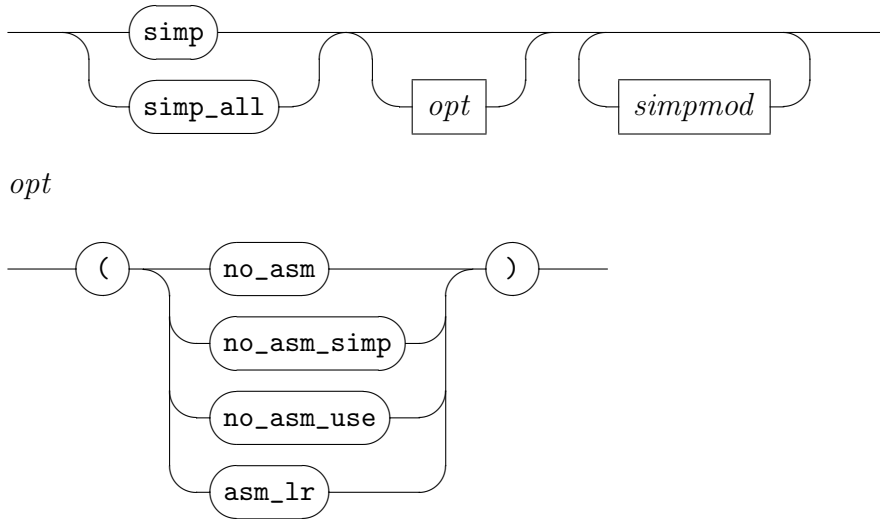 simp
simp_all
opt
simpmod
opt
( no_asm )
no_asm_simp
no_asm_use
asm_lr